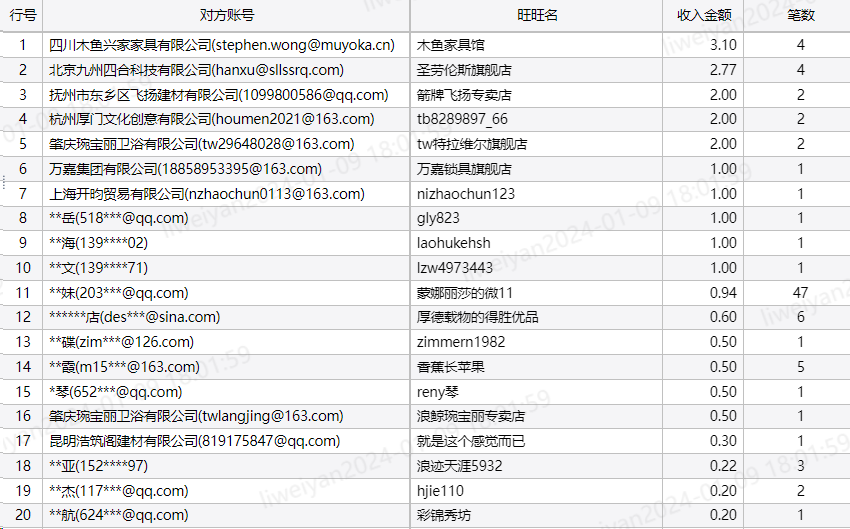 行号 对方账号 旺旺名 收入金额 笔数
1 四川木鱼兴家家具有限公司(stephen.wong@muyoka.cn) 木鱼家具馆 3.10 4
2 北京九州四台科技有限公司(hanxu@sllssrq.com) 圣劳伦斯旗舰店 2.77 4
3 抚州市东乡区飞扬建材有限公司(1099800586@qq.com) 箭牌飞扬专卖店 2.00 2
4 杭州厚门文化创意有限公司(houmen2021@163.com) tb8289897_66 2.00 2
5 肇庆琬宝丽卫浴有限公司(tw29648028@163.com) tw特拉维尔旗舰店 2.00 2
6 万嘉集团有限公司(18858953395@163.com) 万嘉锁具旗舰店 1.00 1
7 上海开昀贸易有限公司(nzhaochun0113@163.com) nizhaochun123 1.00 1
8 **岳(518***@qq.com) gly823 1.00 1
9 **海(139****02) laohukehsh 1.00 1
10 **文(139****71) lzw4973443 1.00 1
11 **妹(203***@qq.com) 蒙娜丽莎的微11 0.94 47
12 ******店(des***@sina.com) 厚德载物的得胜优品 0.60 6
13 **碟(zim***@126.com) zimmern1982 0.50 1
14 **霞(m15***@163.com) 香蕉长苹果 0.50 5
15 *琴(652***@qq.com) reny琴 0.50 1
16 肇庆琬宝丽卫浴有限公司(twlangjing@163.com) 浪鲸琬宝丽专卖店 0.50 1
17 昆明浩筑阁建材有限公司(819175847@qq.com) 就是这个感觉而已 0.30 1
18 **亚(152****97) 浪迹天涯5932 0.22 3
19 **杰(117***@qq.com) hjie110 0.20 2
20 **航(624***@qq.com) 彩锦秀坊 0.20 1
liweiyan2024-01-09 18:01:59